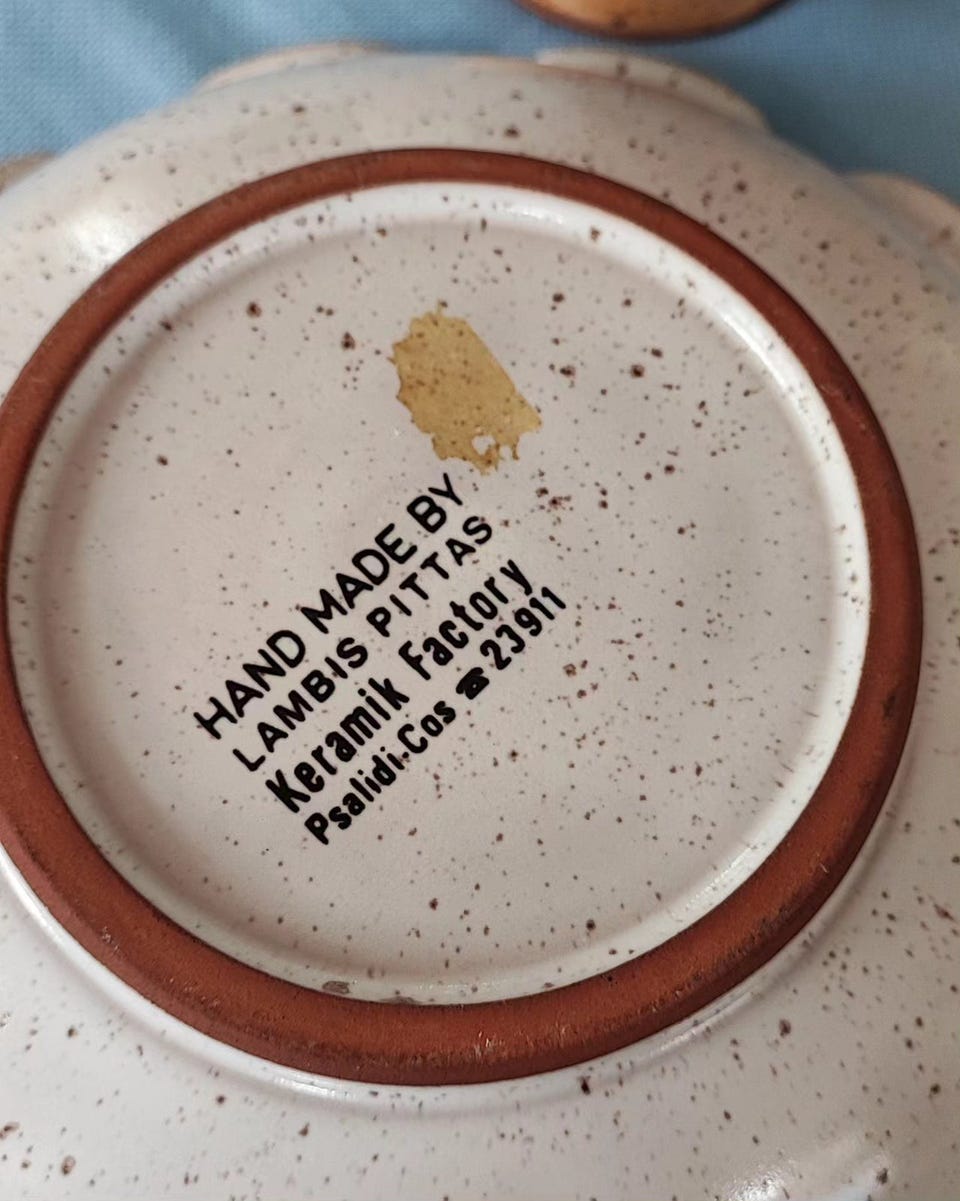 HAND MADE BY
LAMBIS PITTAS
Keramik Factory
Psalidi-Cos ☎ 23911